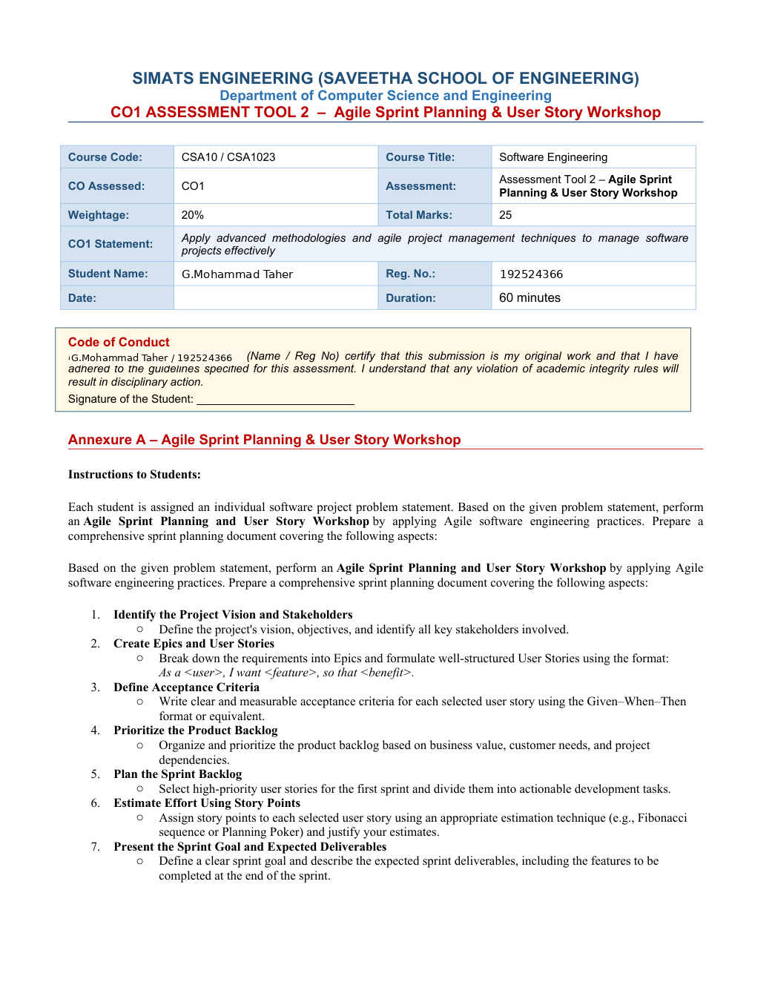 SIMATS ENGINEERING (SAVEETHA SCHOOL OF ENGINEERING)
Department of Computer Science and Engineering
CO1 ASSESSMENT TOOL 2 – Agile Sprint Planning & User Story Workshop
Course Code: CSA10 / CSA1023 Course Title: Software Engineering
CO Assessed: CO1 Assessment: Assessment Tool 2 – Agile Sprint
Planning & User Story Workshop
Weightage: 20% Total Marks: 25
CO1 Statement: Apply advanced methodologies and agile project management techniques to manage software
projects effectively
Student Name: G.Mohammad Taher Reg. No.: 192524366
Date: Duration: 60 minutes
Code of Conduct
G.Mohammad Taher / 192524366 (Name / Reg No) certify that this submission is my original work and that I have
adhered to the guidelines specified for this assessment. I understand that any violation of academic integrity rules will
result in disciplinary action.
Signature of the Student: __________________________
Annexure A – Agile Sprint Planning & User Story Workshop
Instructions to Students:
Each student is assigned an individual software project problem statement. Based on the given problem statement, perform
an Agile Sprint Planning and User Story Workshop by applying Agile software engineering practices. Prepare a
comprehensive sprint planning document covering the following aspects:
Based on the given problem statement, perform an Agile Sprint Planning and User Story Workshop by applying Agile
software engineering practices. Prepare a comprehensive sprint planning document covering the following aspects:
1. Identify the Project Vision and Stakeholders
○ Define the project's vision, objectives, and identify all key stakeholders involved.
2. Create Epics and User Stories
○ Break down the requirements into Epics and formulate well-structured User Stories using the format:
As a <user>, I want <feature>, so that <benefit>.
3. Define Acceptance Criteria
○ Write clear and measurable acceptance criteria for each selected user story using the Given–When–Then
format or equivalent.
4. Prioritize the Product Backlog
○ Organize and prioritize the product backlog based on business value, customer needs, and project
dependencies.
5. Plan the Sprint Backlog
○ Select high-priority user stories for the first sprint and divide them into actionable development tasks.
6. Estimate Effort Using Story Points
○ Assign story points to each selected user story using an appropriate estimation technique (e.g., Fibonacci
sequence or Planning Poker) and justify your estimates.
7. Present the Sprint Goal and Expected Deliverables
○ Define a clear sprint goal and describe the expected sprint deliverables, including the features to be
completed at the end of the sprint.